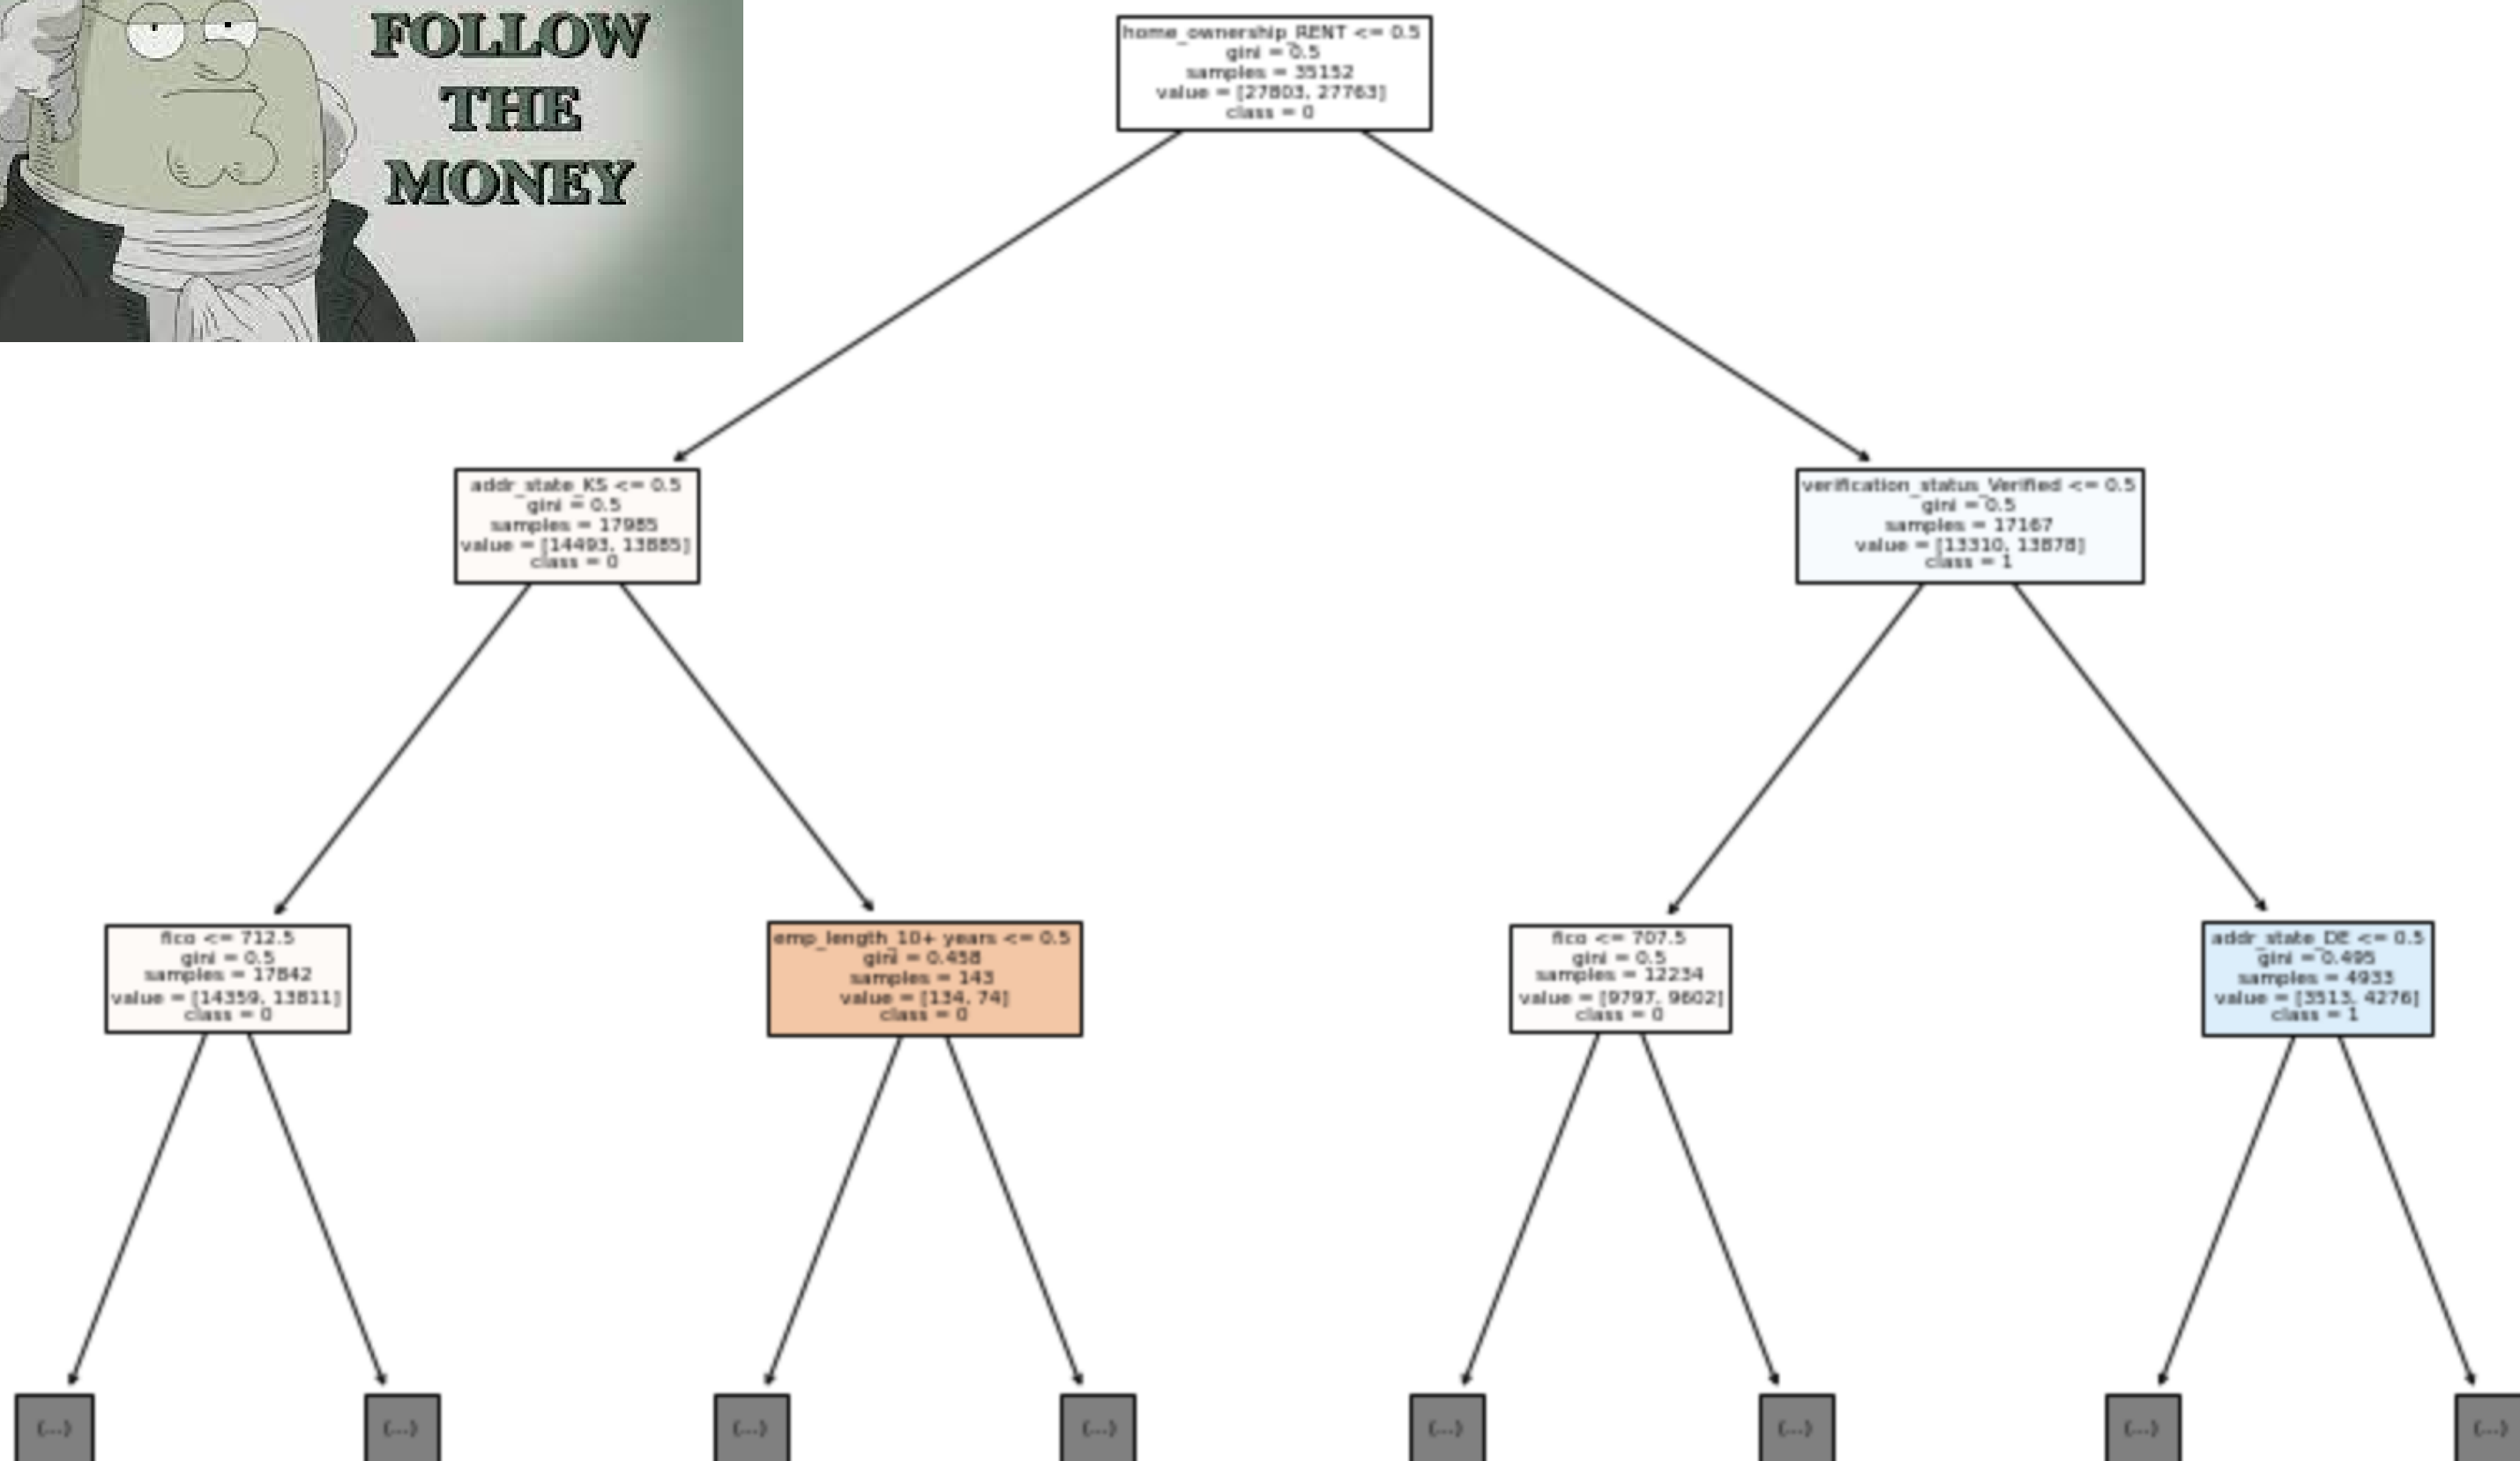 FOLLOW
THE
MONEY
home_ownership_RENT <= 0.5
gini = 0.5
samples = 35152
value = [27803, 27763]
class = 0
addr_state_KS <= 0.5
gini = 0.5
samples = 17985
value = [14493, 13885]
class = 0
verification_status_Verified <= 0.5
gini = 0.5
samples = 17167
value = [13310, 13878]
class = 1
fico <= 712.5
gini = 0.5
samples = 17842
value = [14359, 13811]
class = 0
emp_length_10+ years <= 0.5
gini = 0.458
samples = 143
value = [134, 74]
class = 0
fico <= 707.5
gini = 0.5
samples = 12234
value = [9797, 9602]
class = 0
addr_state_DE <= 0.5
gini = 0.495
samples = 4933
value = [3513, 4276]
class = 1
(...)
(...)
(...)
(...)
(...)
(...)
(...)
(...)